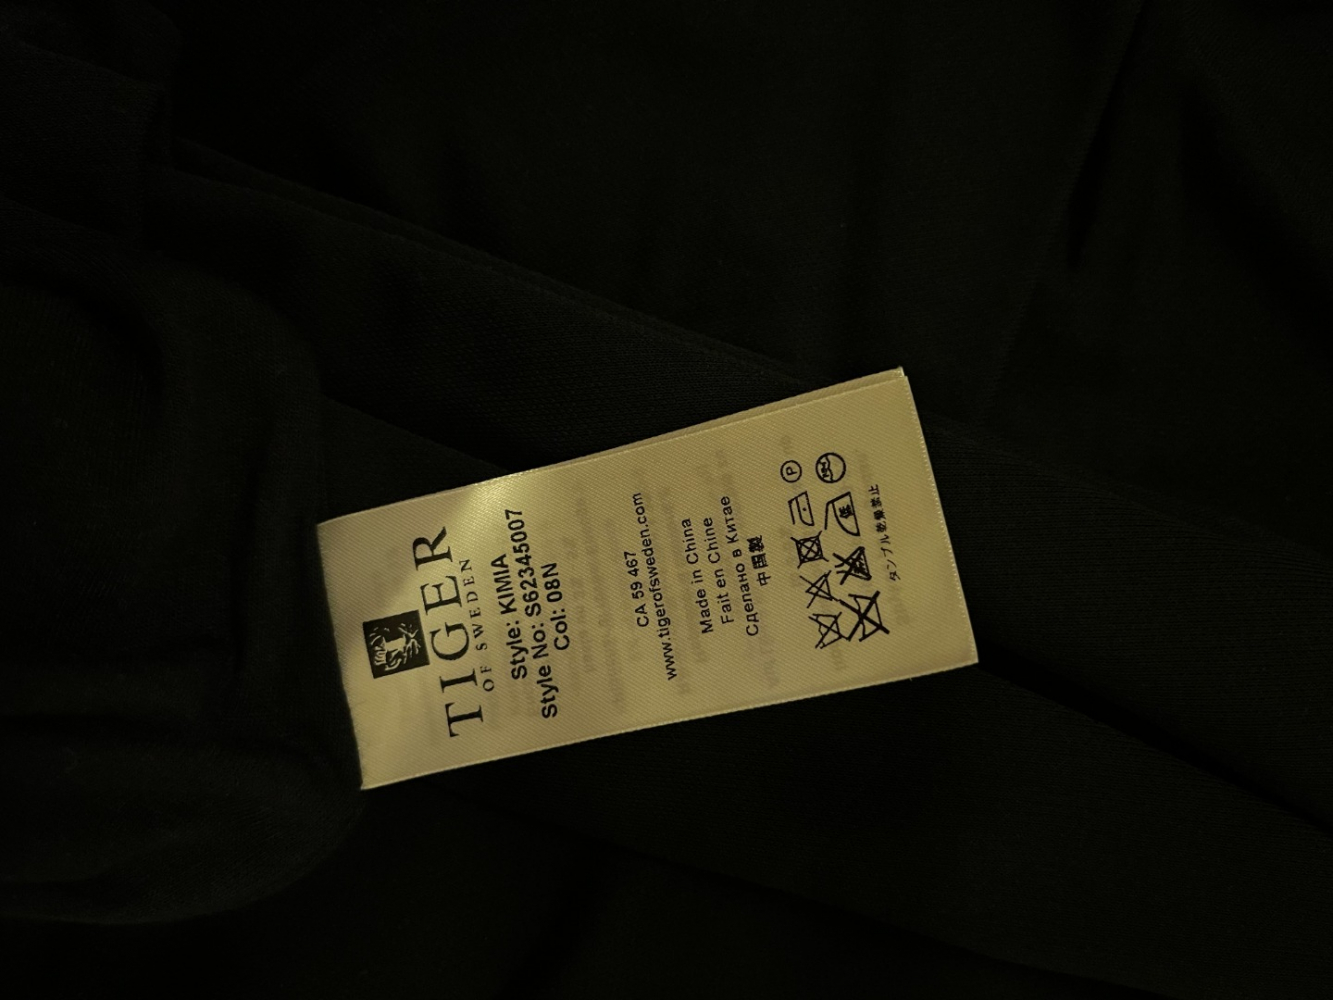 TIGER
OF SWEDEN
Style: KIMIA
Style No: S62345007
Col: 08N
CA 59 467
www.tigerofsweden.com
Made in China
Fait en Chine
Сделано в Китае
中国製
P
低
タンブル乾燥禁止